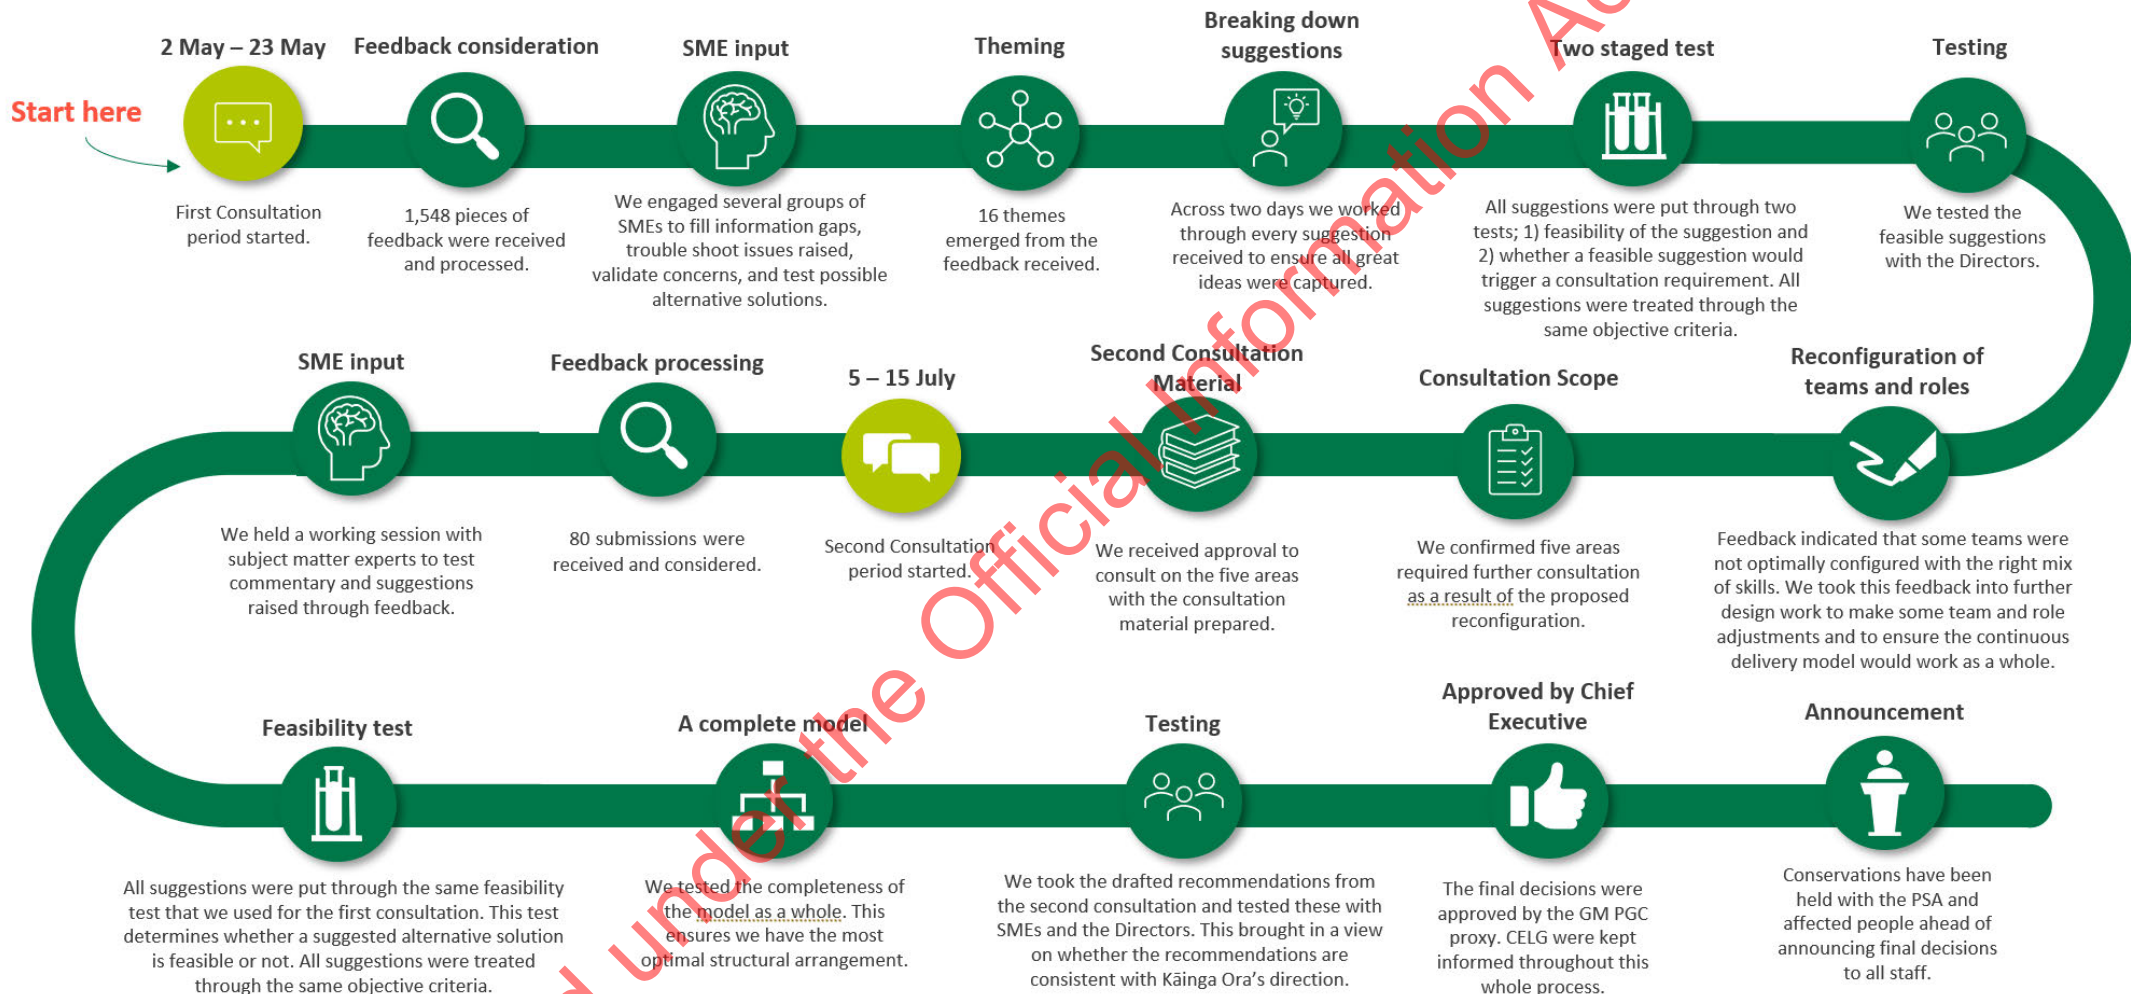 Start here
2 May – 23 May
First Consultation
period started.
Feedback consideration
1,548 pieces of
feedback were received
and processed.
SME input
We engaged several groups of
SMEs to fill information gaps,
trouble shoot issues raised,
validate concerns, and test possible
alternative solutions.
Theming
16 themes
emerged from the
feedback received.
Breaking down
suggestions
Across two days we worked
through every suggestion
received to ensure all great
ideas were captured.
Two staged test
All suggestions were put through two
tests; 1) feasibility of the suggestion and
2) whether a feasible suggestion would
trigger a consultation requirement. All
suggestions were treated through the
same objective criteria.
Testing
We tested the
feasible suggestions
with the Directors.
Reconfiguration of
teams and roles
Feedback indicated that some teams were
not optimally configured with the right mix
of skills. We took this feedback into further
design work to make some team and role
adjustments and to ensure the continuous
delivery model would work as a whole.
Consultation Scope
We confirmed five areas
required further consultation
as a result of the proposed
reconfiguration.
Second Consultation
Material
We received approval to
consult on the five areas
with the consultation
material prepared.
5 – 15 July
Second Consultation
period started.
Feedback processing
80 submissions were
received and considered.
SME input
We held a working session with
subject matter experts to test
commentary and suggestions
raised through feedback.
Feasibility test
All suggestions were put through the same feasibility
test that we used for the first consultation. This test
determines whether a suggested alternative solution
is feasible or not. All suggestions were treated
through the same objective criteria.
A complete model
We tested the completeness of
the model as a whole. This
ensures we have the most
optimal structural arrangement.
Testing
We took the drafted recommendations from
the second consultation and tested these with
SMEs and the Directors. This brought in a view
on whether the recommendations are
consistent with Kāinga Ora's direction.
Approved by Chief
Executive
The final decisions were
approved by the GM PGC
proxy. CELG were kept
informed throughout this
whole process.
Announcement
Conservations have been
held with the PSA and
affected people ahead of
announcing final decisions
to all staff.
under the Official Information